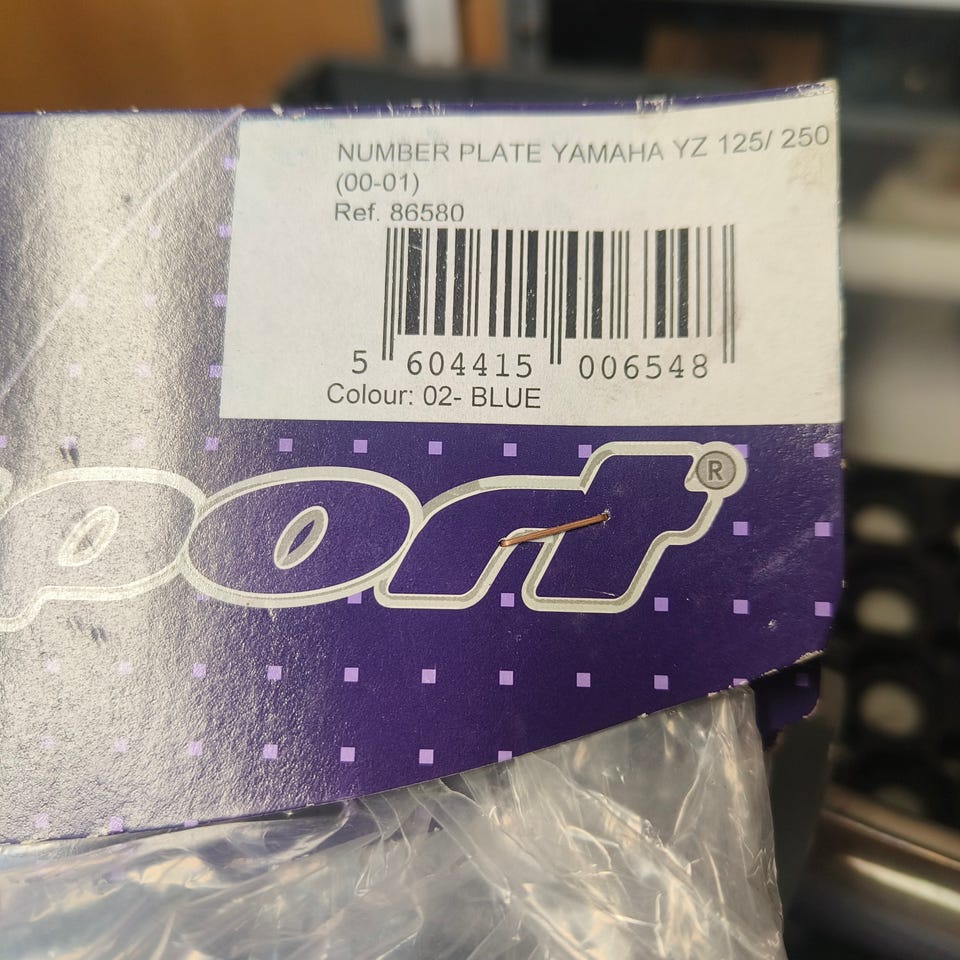 NUMBER PLATE YAMAHA YZ 125/ 250
(00-01)
Ref. 86580
5 604415 006548
Colour: 02- BLUE
port ®